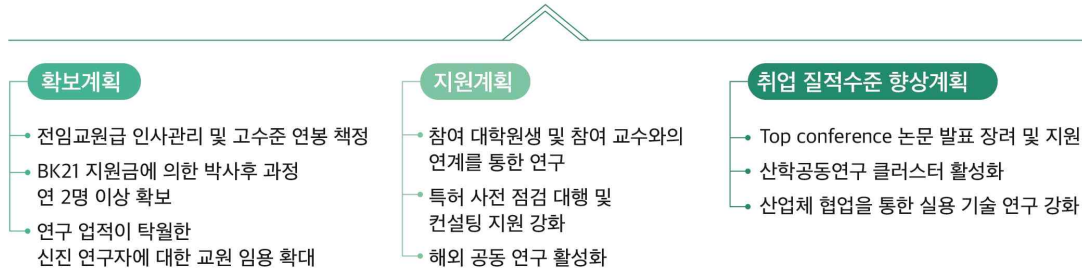 확보계획
전임교원급 인사관리 및 고수준 연봉 책정
BK21 지원금에 의한 박사후 과정
연 2명 이상 확보
연구 업적이 탁월한
신진 연구자에 대한 교원 임용 확대
지원계획
참여 대학원생 및 참여 교수와의
연계를 통한 연구
특허 사전 점검 대행 및
컨설팅 지원 강화
해외 공동 연구 활성화
취업 질적수준 향상계획
Top conference 논문 발표 장려 및 지원
산학공동연구 클러스터 활성화
산업체 협업을 통한 실용 기술 연구 강화